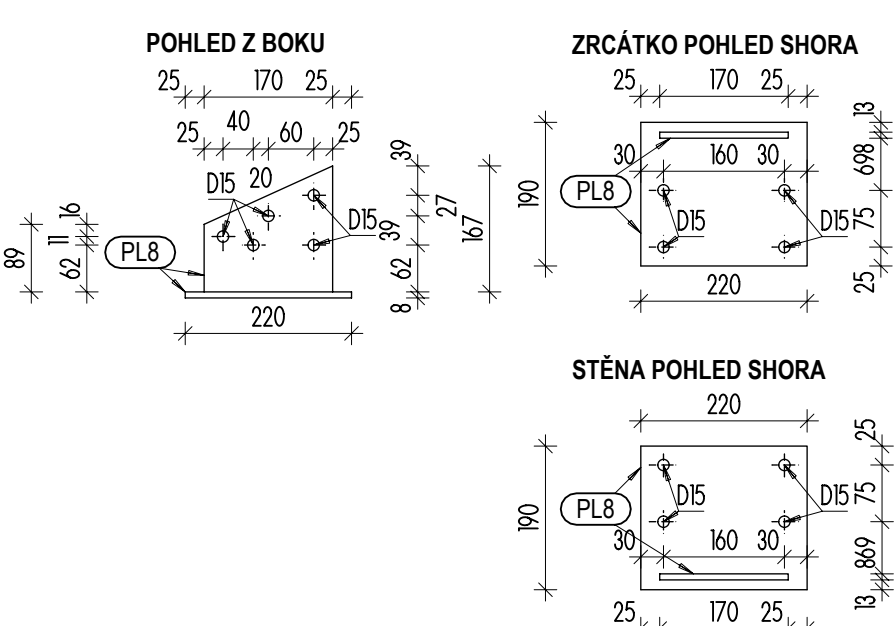 POHLED Z BOKU
25 170 25
25 40 60 25
D15 20
D15
39
27
39
62
8
167
16
11
62
89
PL8
220
ZRCÁTKO POHLED SHORA
25 170 25
13
698
75
25
30 160 30
190
PL8
D15 D15
220
STĚNA POHLED SHORA
220
25
75
869
13
190
PL8
D15 D15
30 160 30
25 170 25